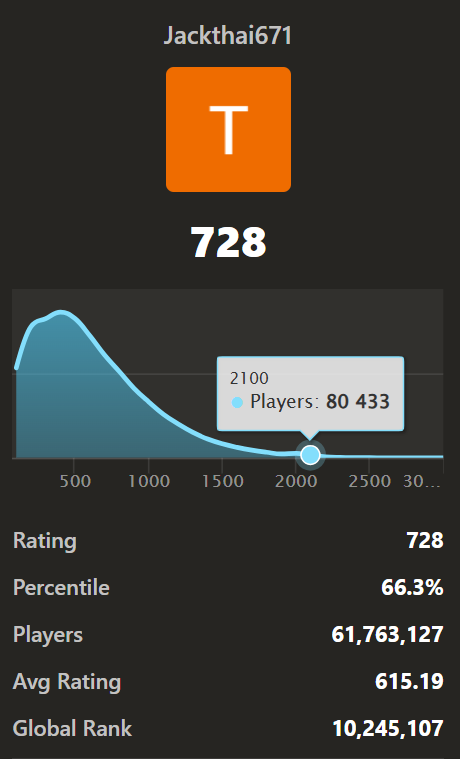 Jackthai671
T
728
2100
Players: 80 433
500 1000 1500 2000 2500 30...
Rating 728
Percentile 66.3%
Players 61,763,127
Avg Rating 615.19
Global Rank 10,245,107